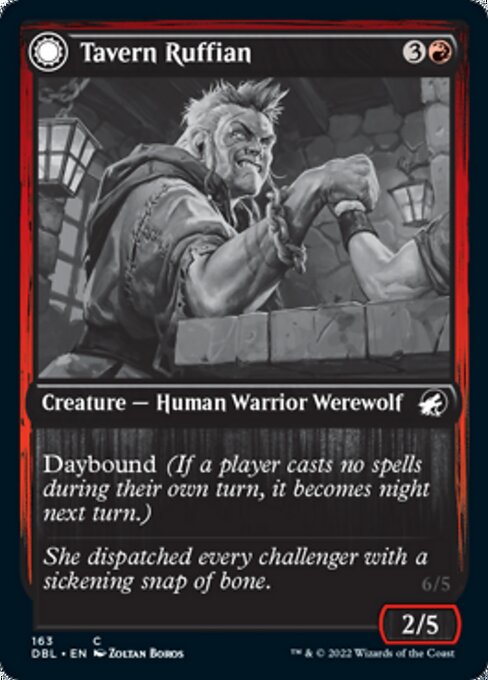 Tavern Ruffian 3
Creature — Human Warrior Werewolf
Daybound (If a player casts no spells
during their own turn, it becomes night
next turn.)
She dispatched every challenger with a
sickening snap of bone.
6/5
2/5
163 C
DBL • EN Zoltan Boros
™ & © 2022 Wizards of the Coast